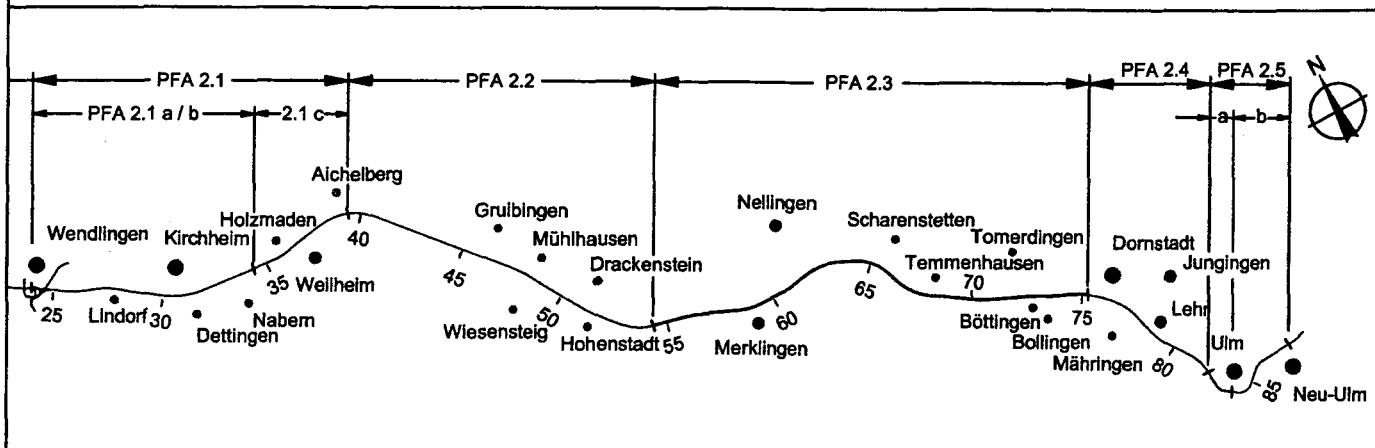 PFA 2.1
PFA 2.2
PFA 2.3
PFA 2.4
PFA 2.5
N
PFA 2.1 a / b
2.1 c
a
b
Aichelberg
Wendlingen
Kirchheim
Holzmaden
Weilheim
Lindorf
Dettingen
Nabern
25
30
35
40
Gruibingen
Mühlhausen
Drackenstein
45
50
Wiesensteig
Hohenstadt
55
Nellingen
Merklingen
60
65
Scharenstetten
Temmenhausen
70
Tomerdingen
Böttingen
Bollingen
Mähringen
75
Dornstadt
Jungingen
Lehr
80
Ulm
85
Neu-Ulm